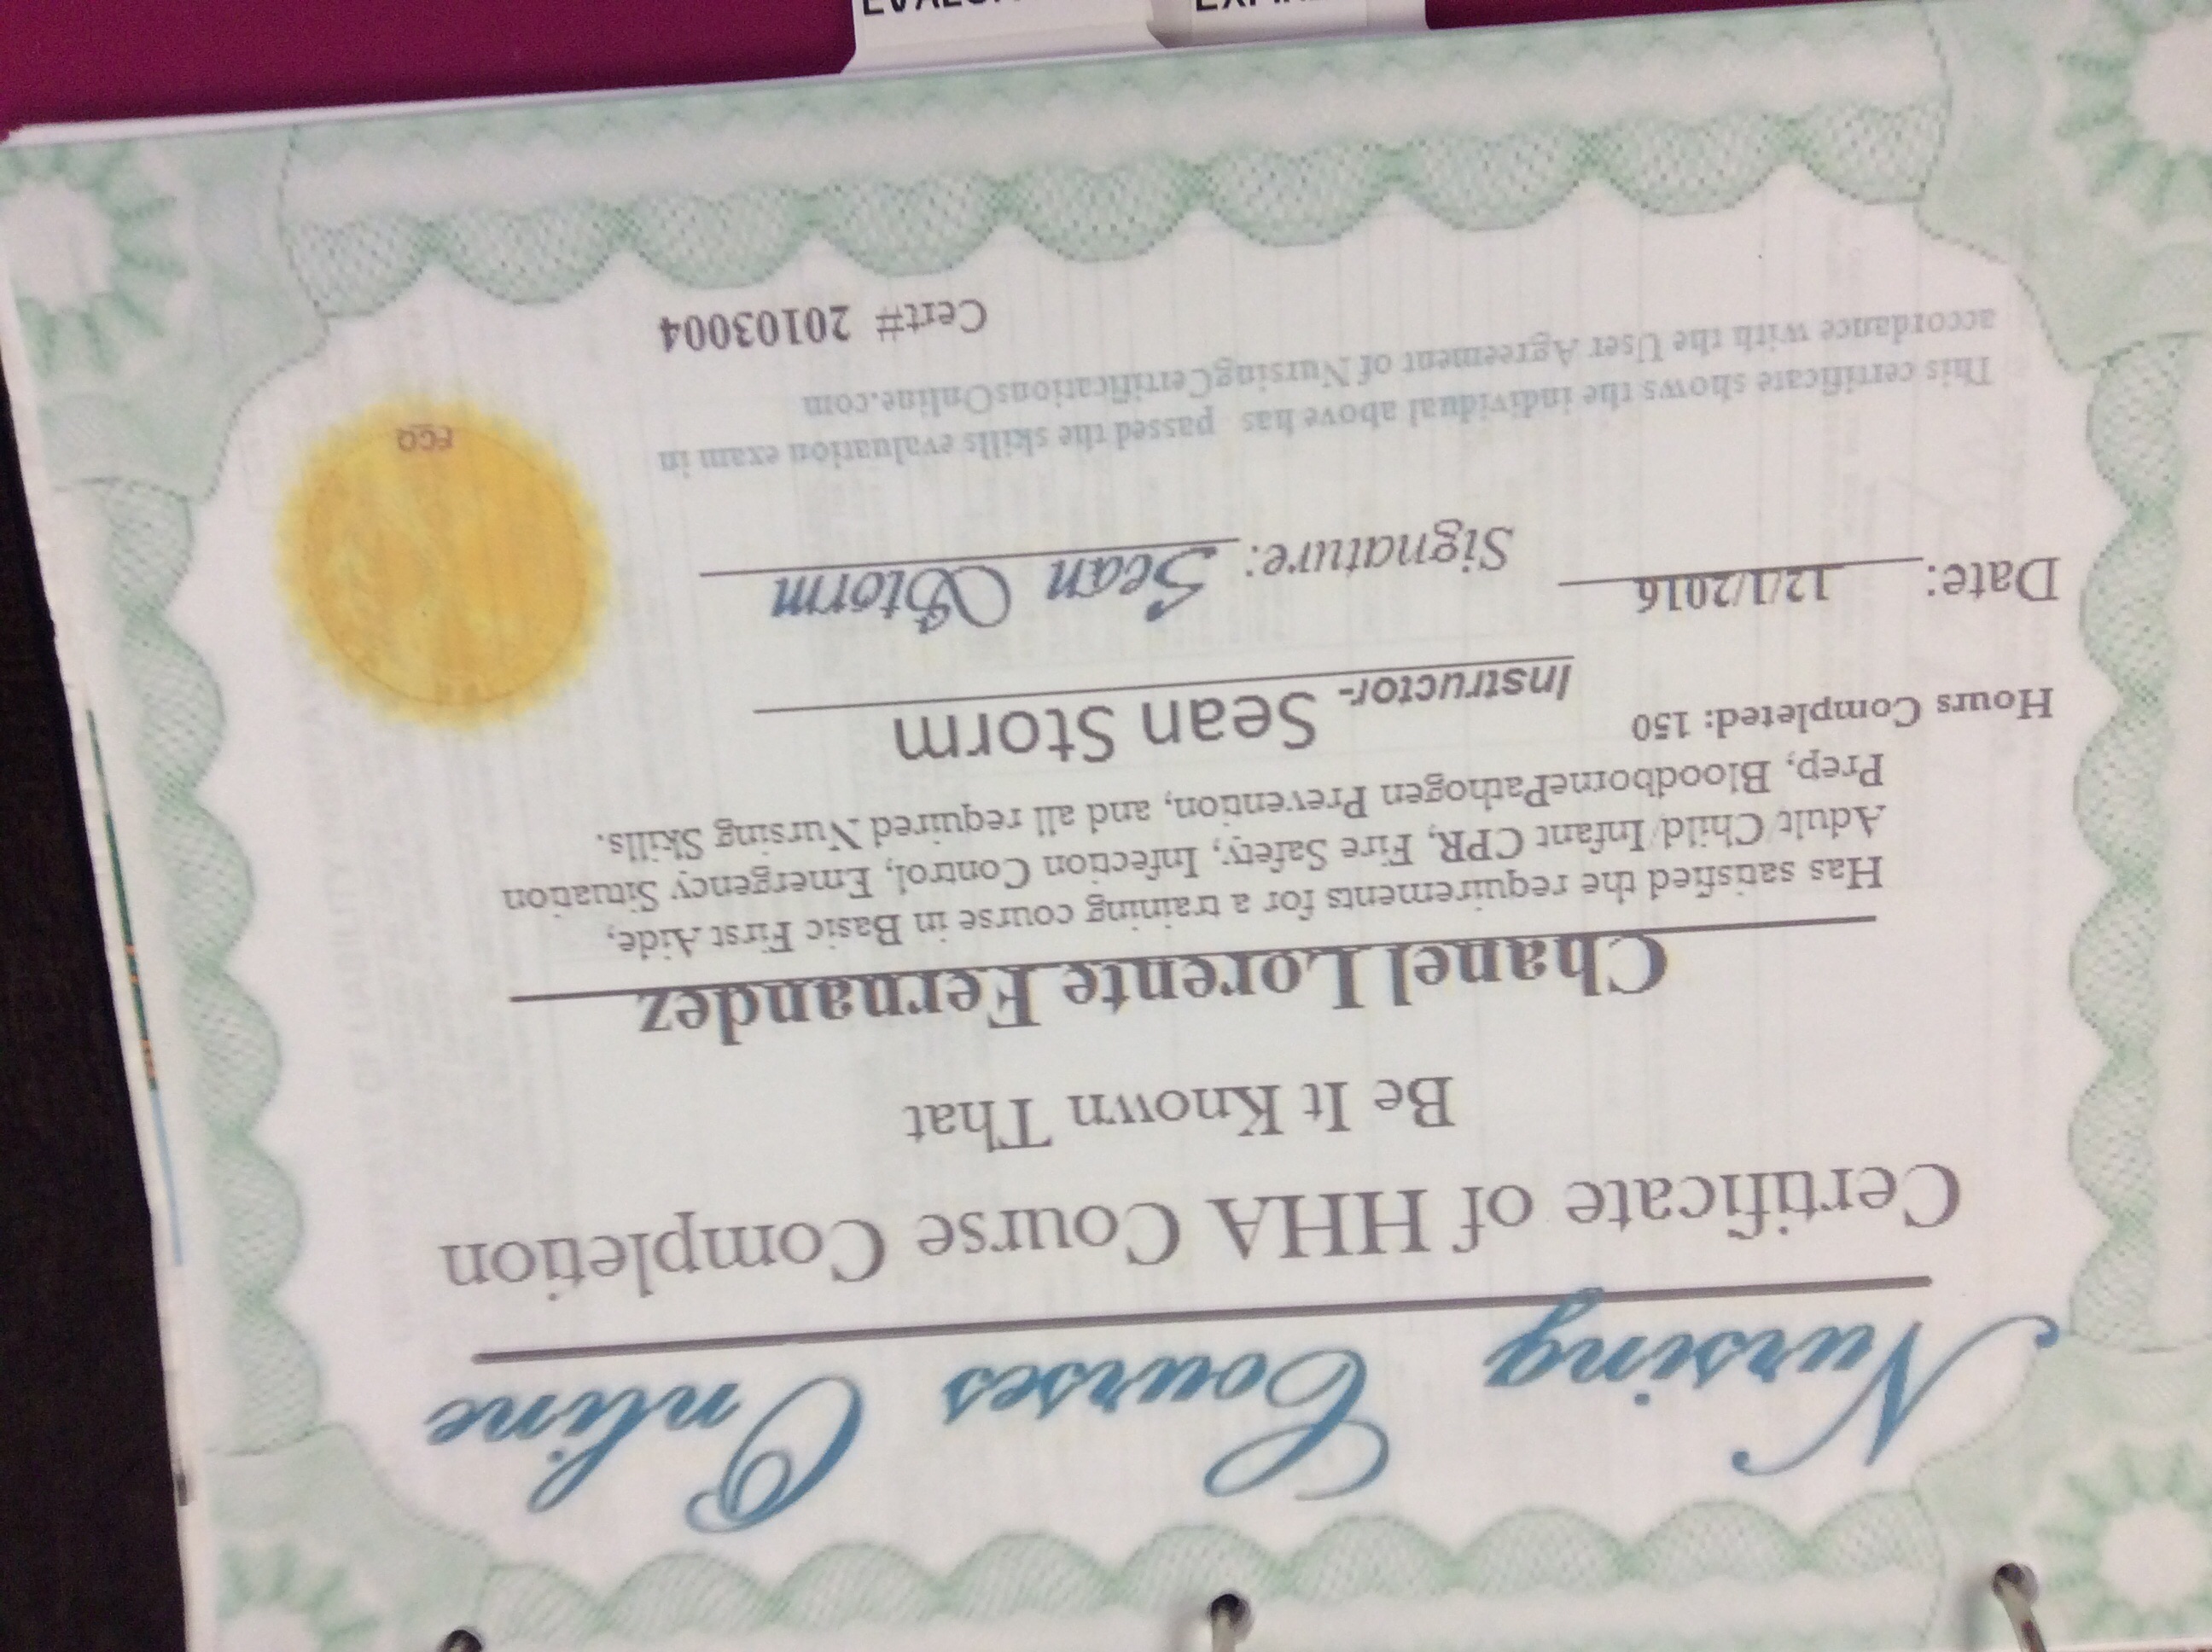 Nursing Courses Online
Certificate of HHA Course Completion
Be It Known That
Chanel Lorente Fernandez
Has satisfied the requirements for a training course in Basic First Aide,
Adult/Child/Infant CPR, Fire Safety, Infection Control, Emergency Situation
Prep, BloodbornePathogen Prevention, and all required Nursing Skills.
Hours Completed: 150
Instructor- Sean Storm
Date: 12/1/2016 Signature: Sean Storm
This certificate shows the individual above has passed the skills evaluation exam in
accordance with the User Agreement of NursingCertificationsOnline.com
Cert# 20103004
CERTIFICATE OF LIABILITY